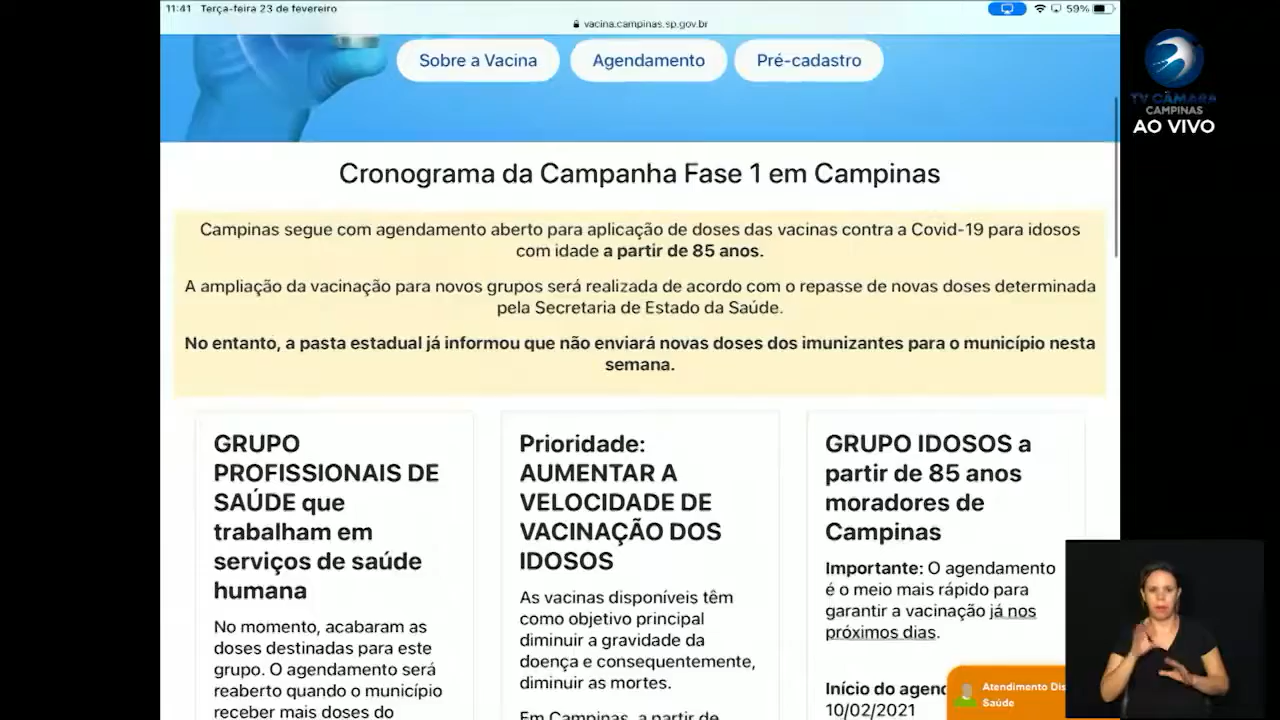 11:41 Terça-feira 23 de fevereiro
59%
vacina.campinas.sp.gov.br
Sobre a Vacina
Agendamento
Pré-cadastro
TV CÂMARA
CAMPINAS
AO VIVO
Cronograma da Campanha Fase 1 em Campinas
Campinas segue com agendamento aberto para aplicação de doses das vacinas contra a Covid-19 para idosos
com idade a partir de 85 anos.
A ampliação da vacinação para novos grupos será realizada de acordo com o repasse de novas doses determinada
pela Secretaria de Estado da Saúde.
No entanto, a pasta estadual já informou que não enviará novas doses dos imunizantes para o município nesta
semana.
GRUPO
PROFISSIONAIS DE
SAÚDE que
trabalham em
serviços de saúde
humana
No momento, acabaram as
doses destinadas para este
grupo. O agendamento será
reaberto quando o município
receber mais doses do
Prioridade:
AUMENTAR A
VELOCIDADE DE
VACINAÇÃO DOS
IDOSOS
As vacinas disponíveis têm
como objetivo principal
diminuir a gravidade da
doença e consequentemente,
diminuir as mortes.
Em Campinas, a partir de
GRUPO IDOSOS a
partir de 85 anos
moradores de
Campinas
Importante: O agendamento
é o meio mais rápido para
garantir a vacinação já nos
próximos dias.
Início do agen
10/02/2021
Atendimento Dis
Saúde